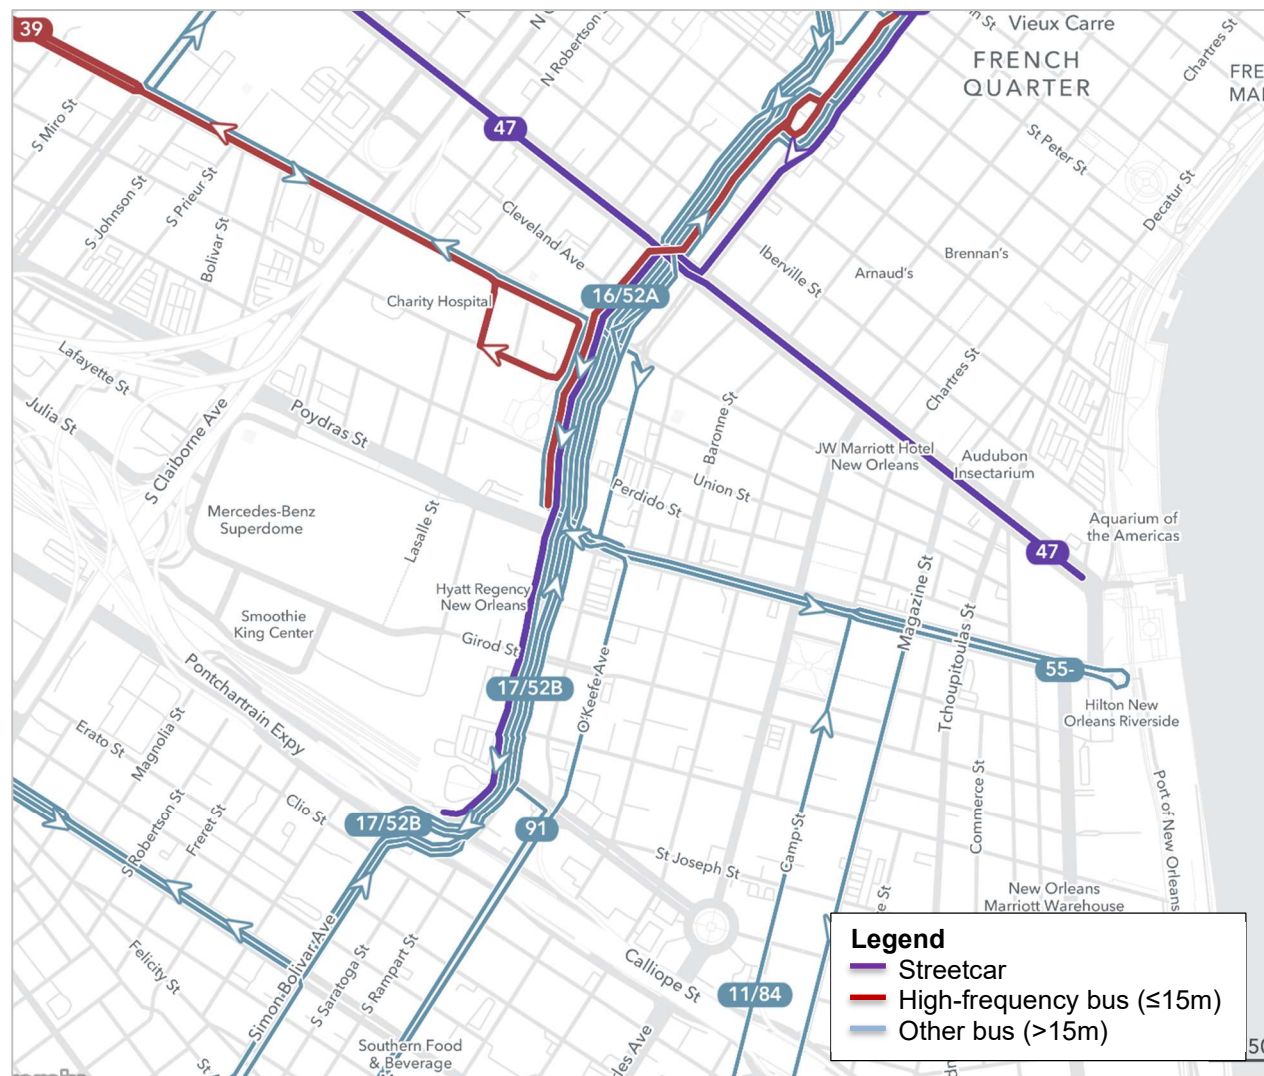 39
Vieux Carre
FRENCH
QUARTER
Chartres St
N Robertson St
S Miro St
47
St Peter St
Decatur St
S Johnson St
S Prieur St
Bolivar St
Cleveland Ave
Iberville St
Arnaud's
Brennan's
Charity Hospital
16/52A
Lafayette St
Julia St
S Claiborne Ave
Poydras St
Baronne St
Chartres St
JW Marriott Hotel
New Orleans
Audubon
Insectarium
Union St
Perdido St
Mercedes-Benz
Superdome
Lasalle St
Aquarium of
the Americas
47
Hyatt Regency
New Orleans
Smoothie
King Center
Girod St
Magazine St
Tchoupitoulas St
55-
Hilton New
Orleans Riverside
17/52B
O'Keefe Ave
Pontchartrain Expy
Erato St
Magnolia St
Clio St
17/52B
91
S Robertson St
Freret St
St Joseph St
Camp St
Commerce St
Port of New Orleans
New Orleans
Marriott Warehouse
Felicity St
Simon Bolivar Ave
S Saratoga St
S Rampart St
Calliope St
11/84
Southern Food
& Beverage
Legend
Streetcar
High-frequency bus (≤15m)
Other bus (>15m)